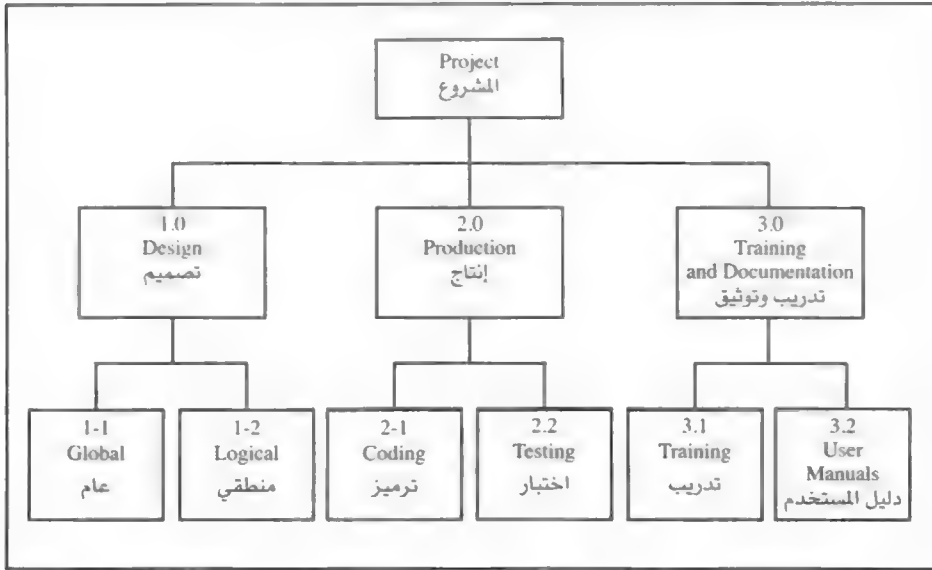 Project
المشروع
1.0
Design
تصميم
2.0
Production
إنتاج
3.0
Training
and Documentation
تدريب وتوثيق
1-1
Global
عام
1-2
Logical
منطقي
2-1
Coding
ترميز
2.2
Testing
اختبار
3.1
Training
تدريب
3.2
User
Manuals
دليل المستخدم